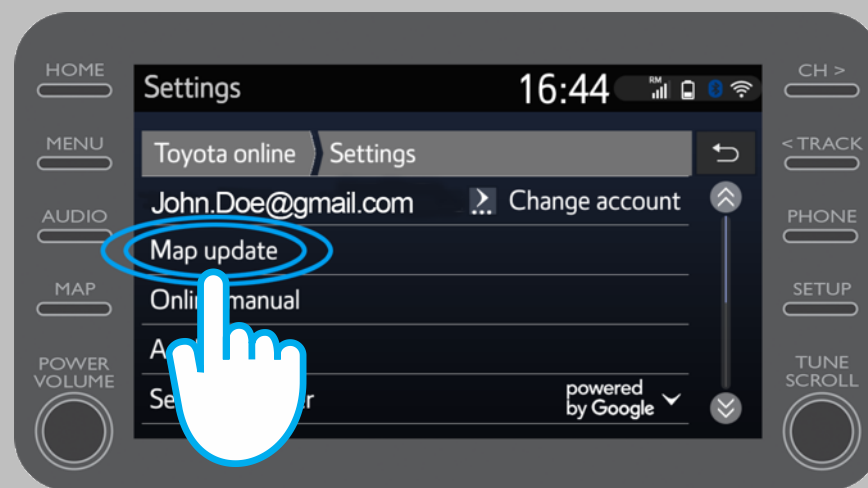 HOME
MENU
AUDIO
MAP
POWER
VOLUME
Settings
16:44
RM
Toyota online
Settings
John.Doe@gmail.com
Change account
Map update
manual
powered
by Google
CH >
< TRACK
PHONE
SETUP
TUNE
SCROLL